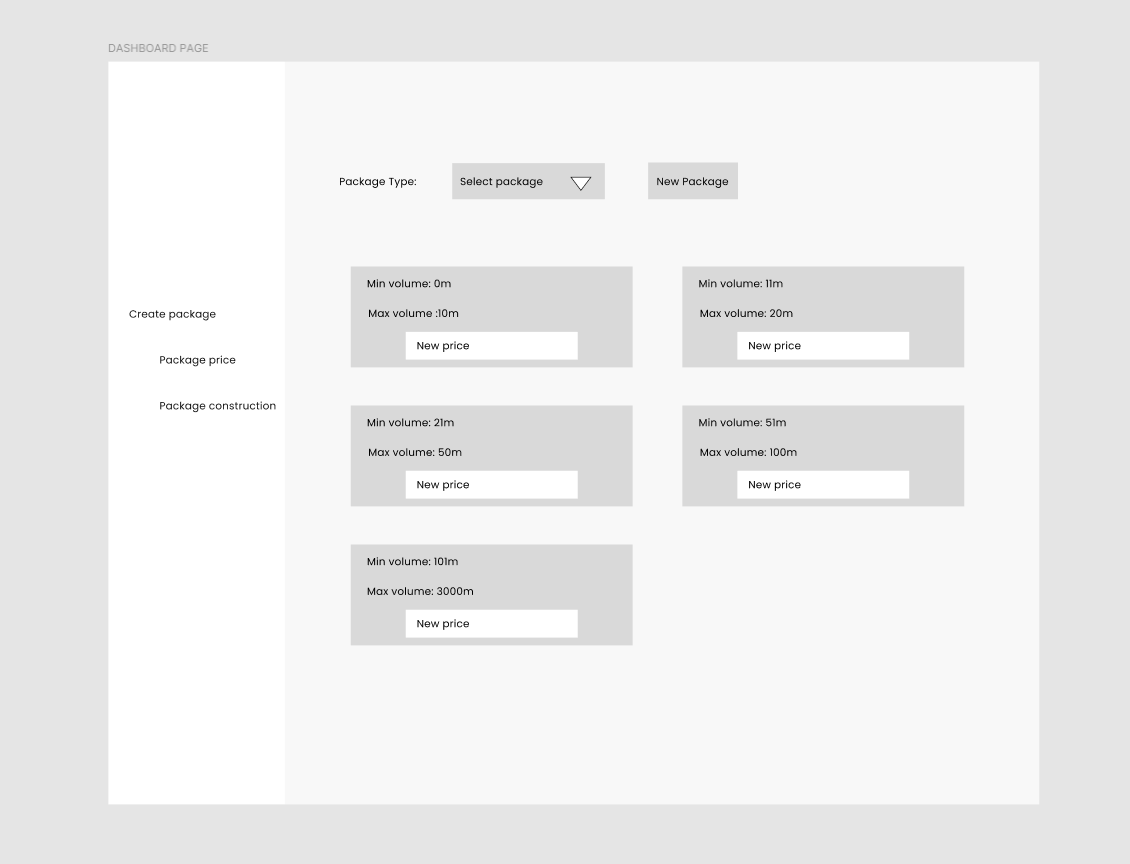 DASHBOARD PAGE
Package Type:
Select package
New Package
Create package
Package price
Package construction
Min volume: 0m
Max volume :10m
New price
Min volume: 11m
Max volume: 20m
New price
Min volume: 21m
Max volume: 50m
New price
Min volume: 51m
Max volume: 100m
New price
Min volume: 101m
Max volume: 3000m
New price